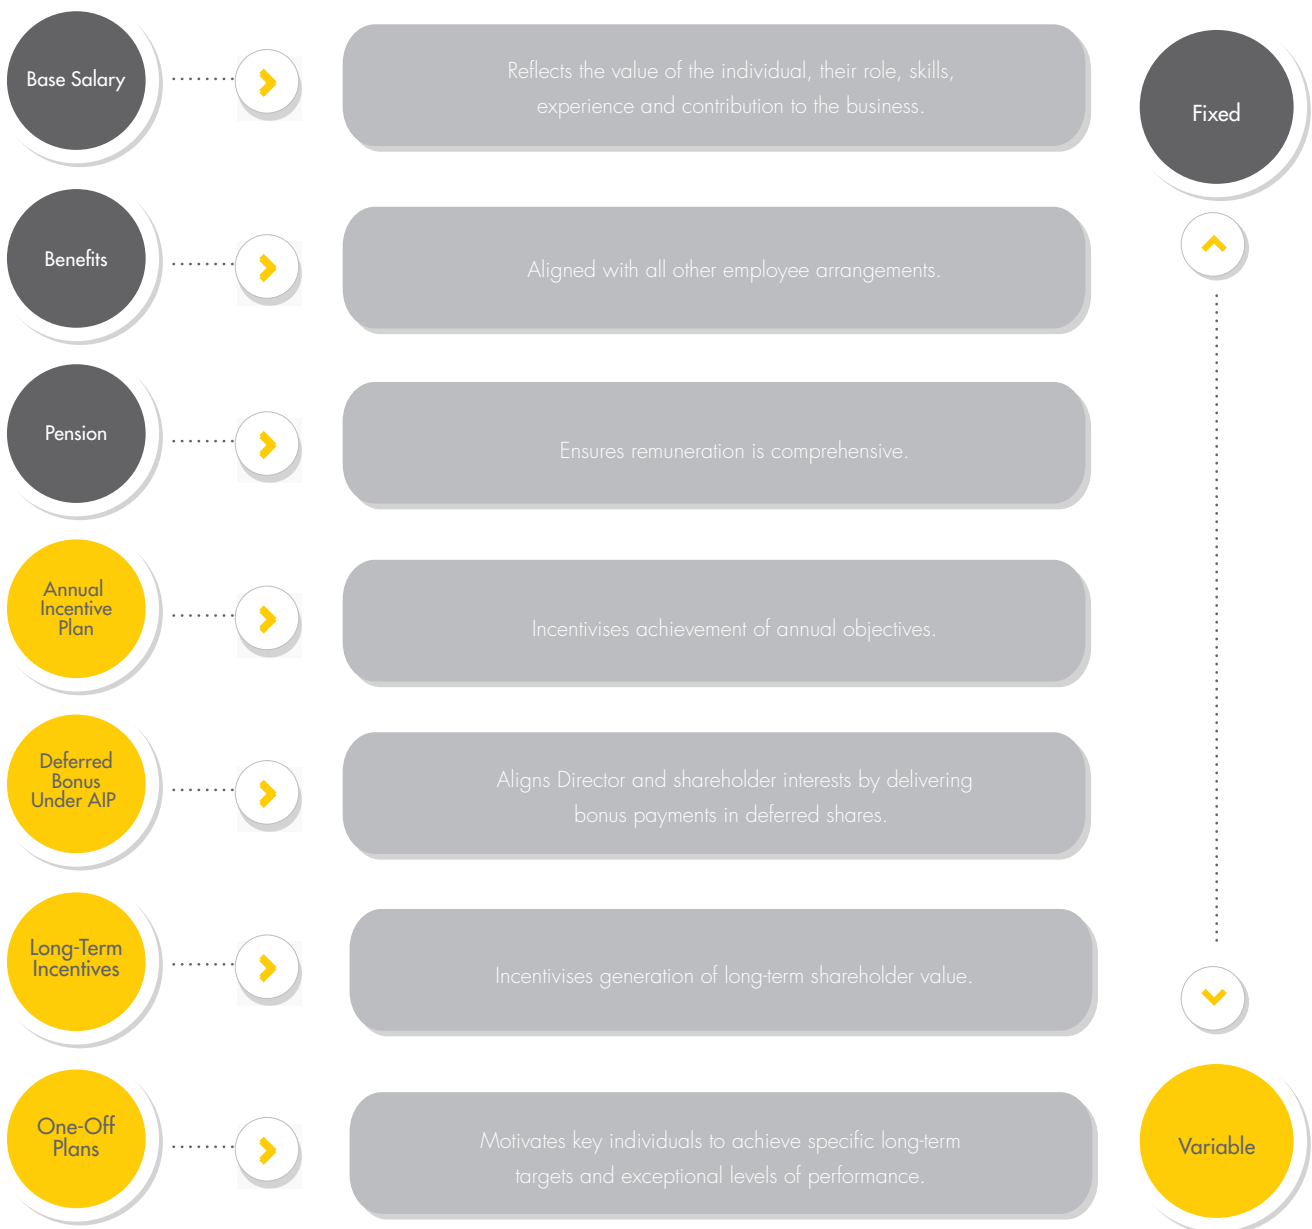 Base Salary
Reflects the value of the individual, their role, skills,
experience and contribution to the business.
Fixed
Benefits
Aligned with all other employee arrangements.
Pension
Ensures remuneration is comprehensive.
Annual
Incentive
Plan
Incentivises achievement of annual objectives.
Deferred
Bonus
Under AIP
Aligns Director and shareholder interests by delivering
bonus payments in deferred shares.
Long-Term
Incentives
Incentivises generation of long-term shareholder value.
One-Off
Plans
Motivates key individuals to achieve specific long-term
targets and exceptional levels of performance.
Variable